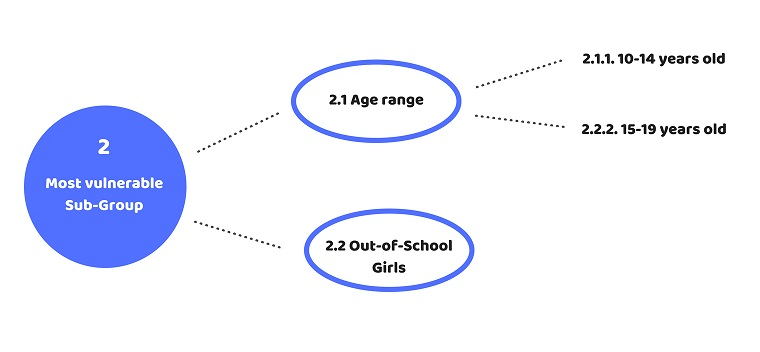 2
Most vulnerable
Sub-Group
2.1 Age range
2.1.1. 10-14 years old
2.2.2. 15-19 years old
2.2 Out-of-School
Girls